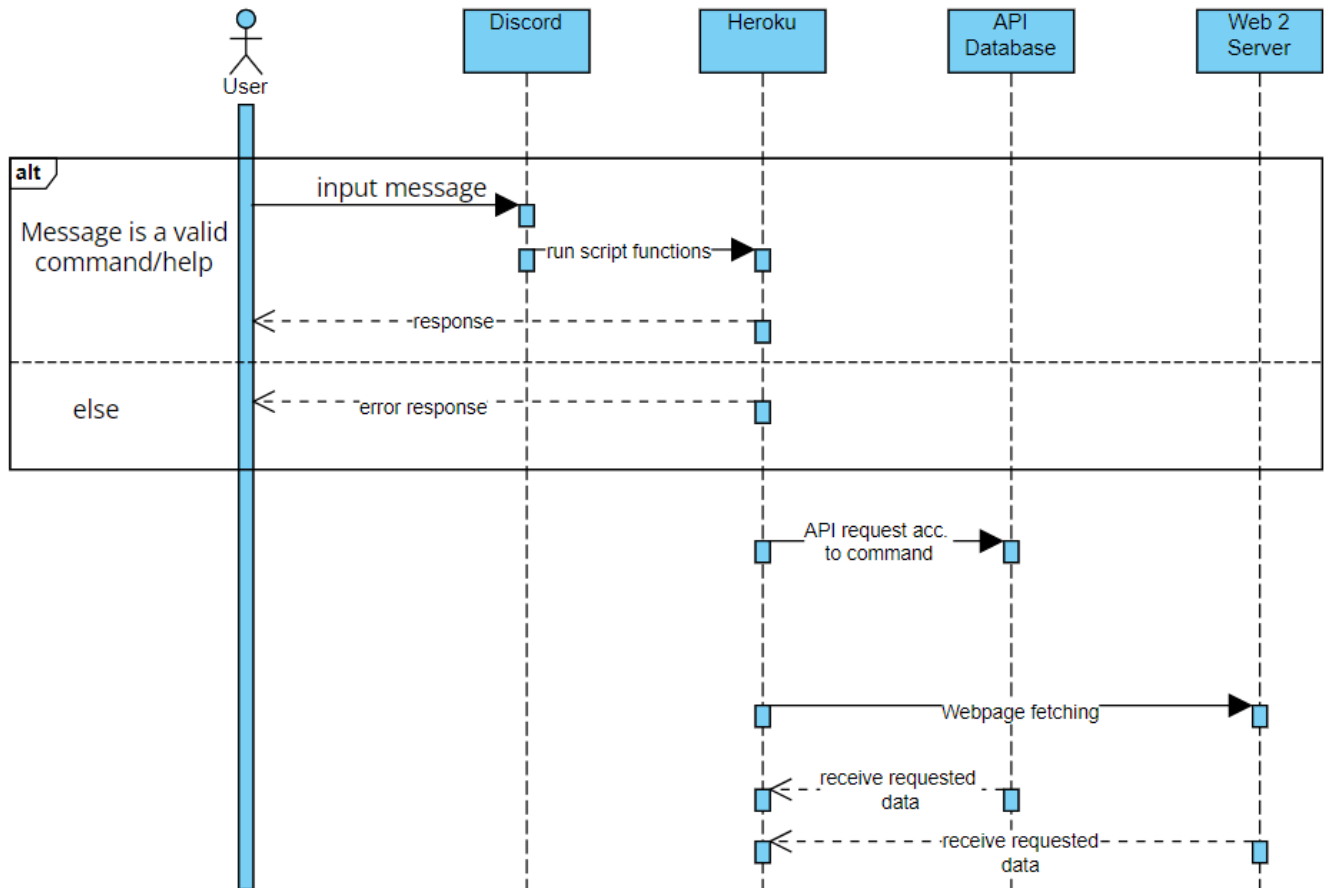 User
Discord
Heroku
API
Database
Web 2
Server
alt
input message
Message is a valid
command/help
run script functions
response
else
error response
API request acc.
to command
Webpage fetching
receive requested
data
receive requested
data